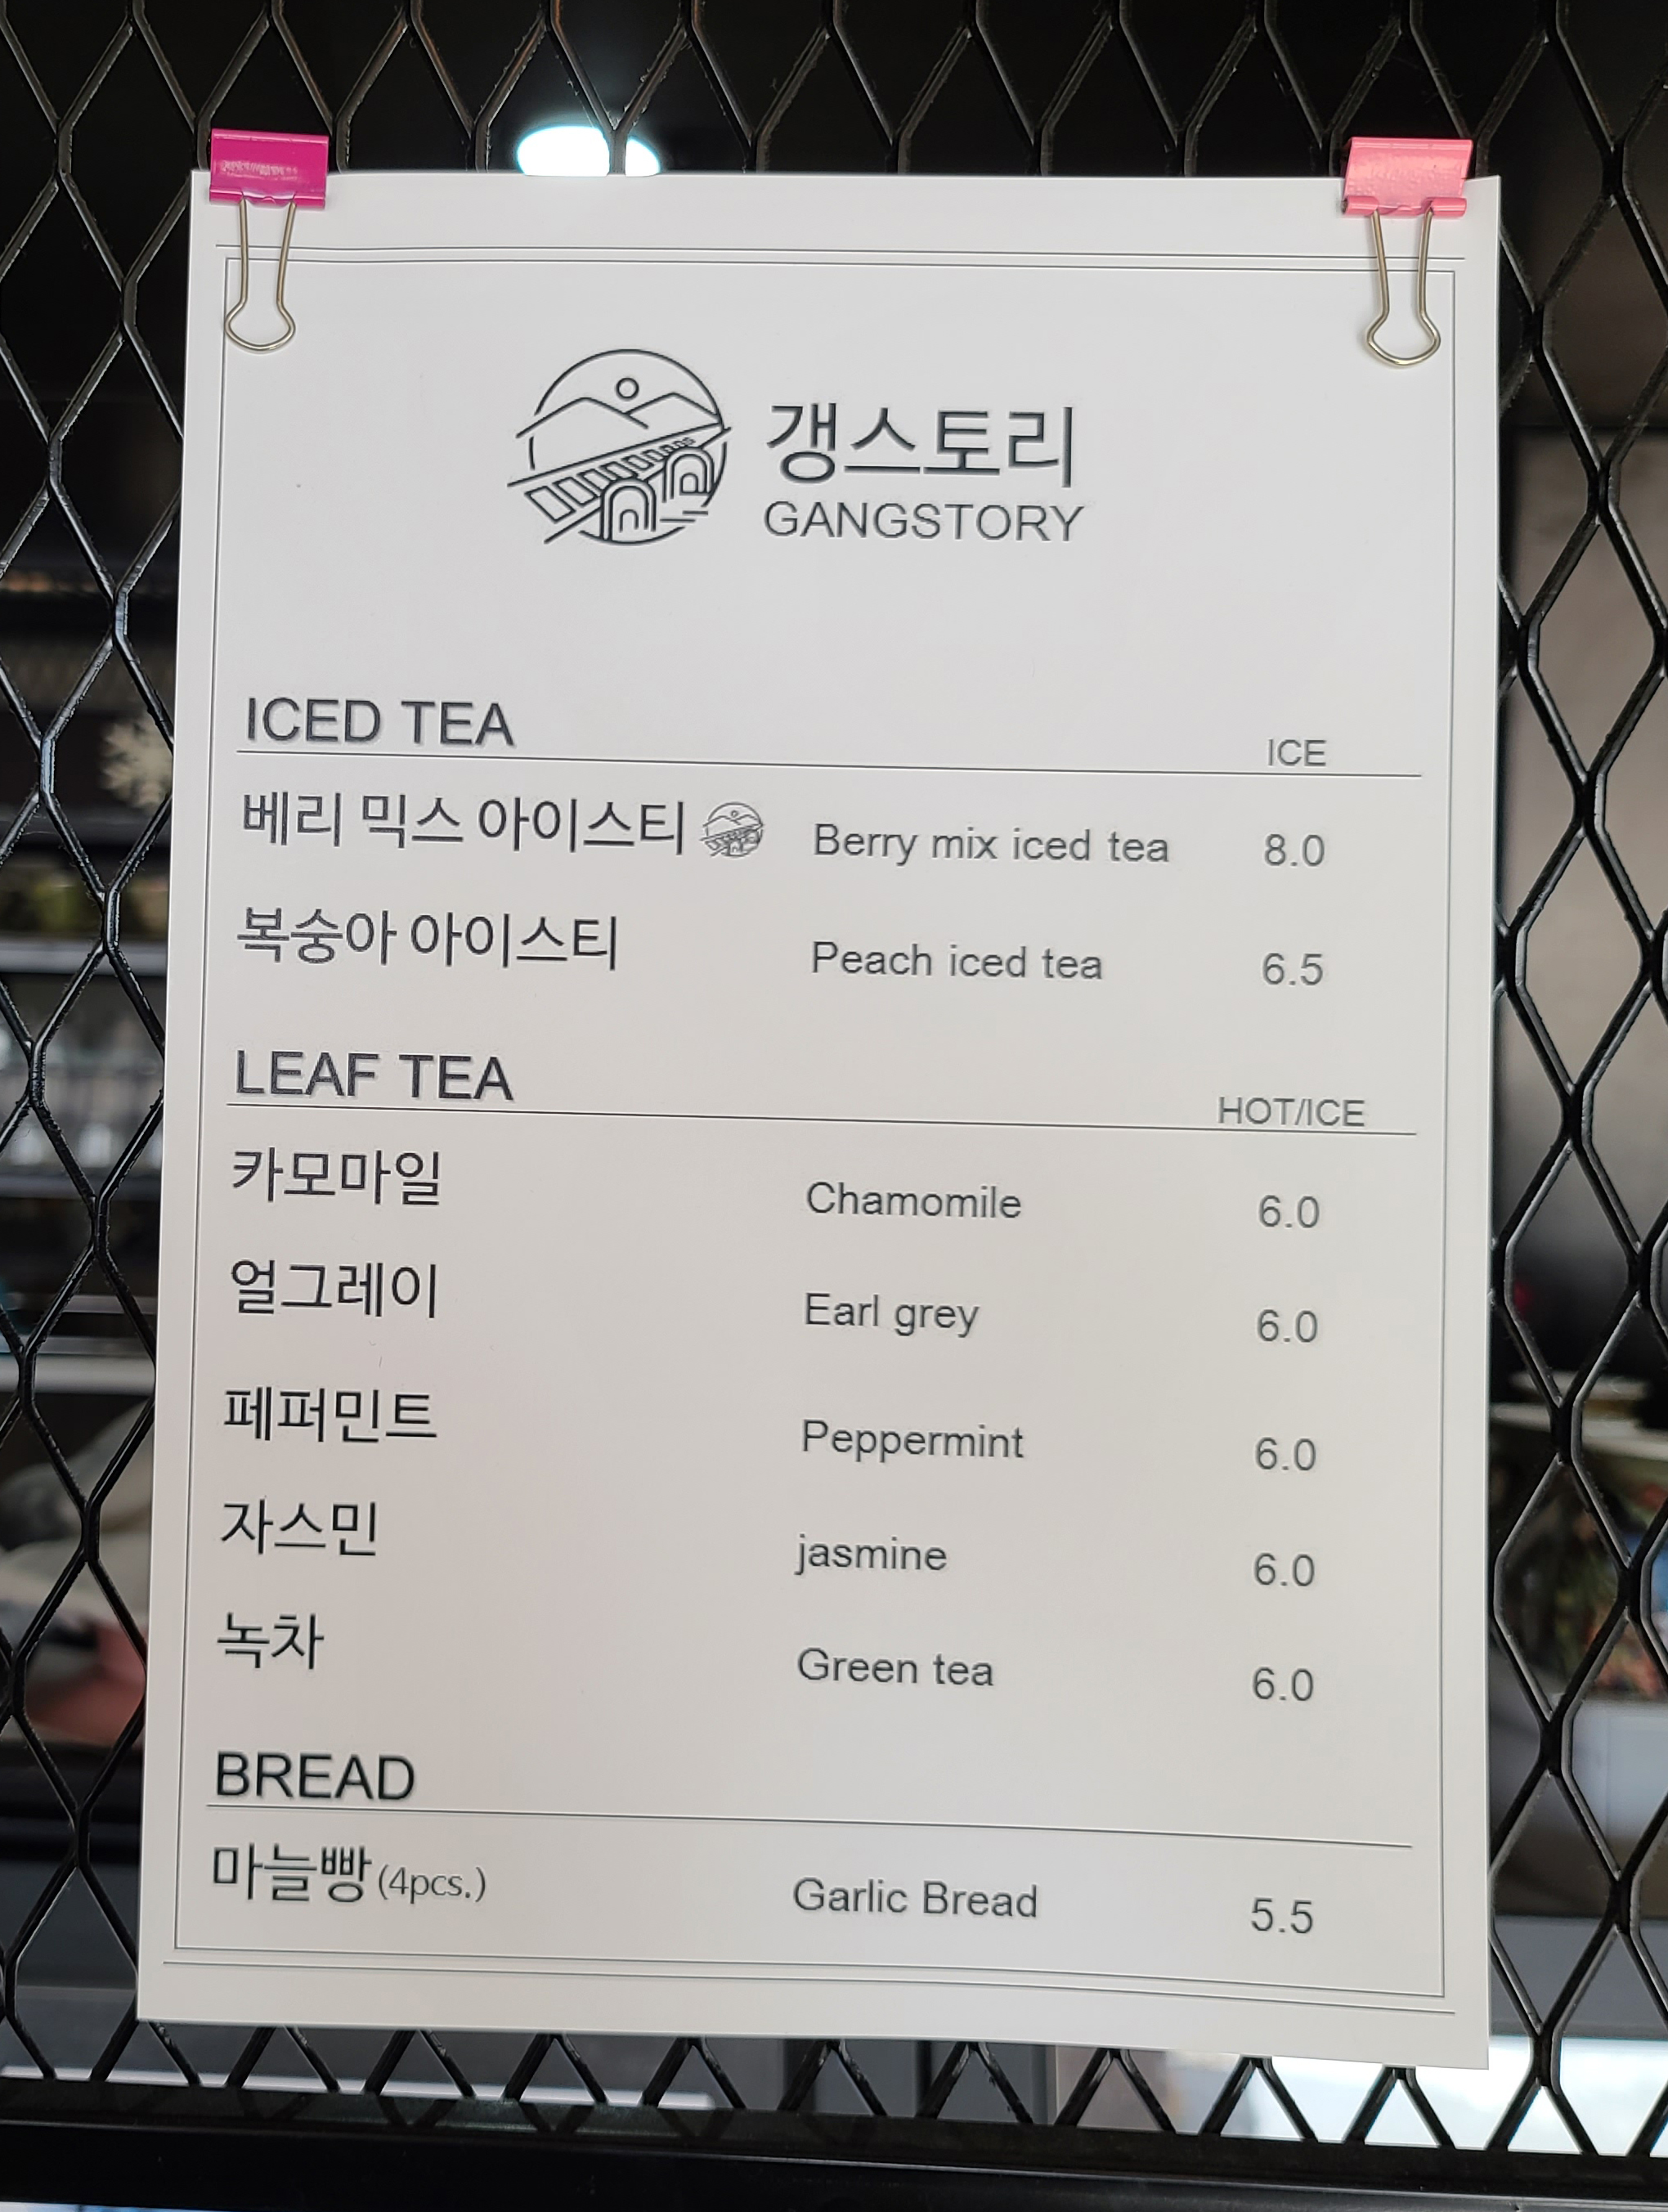 갱스토리
GANGSTORY
ICED TEA ICE
베리 믹스 아이스티 Berry mix iced tea 8.0
복숭아 아이스티 Peach iced tea 6.5
LEAF TEA HOT/ICE
카모마일 Chamomile 6.0
얼그레이 Earl grey 6.0
페퍼민트 Peppermint 6.0
자스민 jasmine 6.0
녹차 Green tea 6.0
BREAD
마늘빵(4pcs.) Garlic Bread 5.5